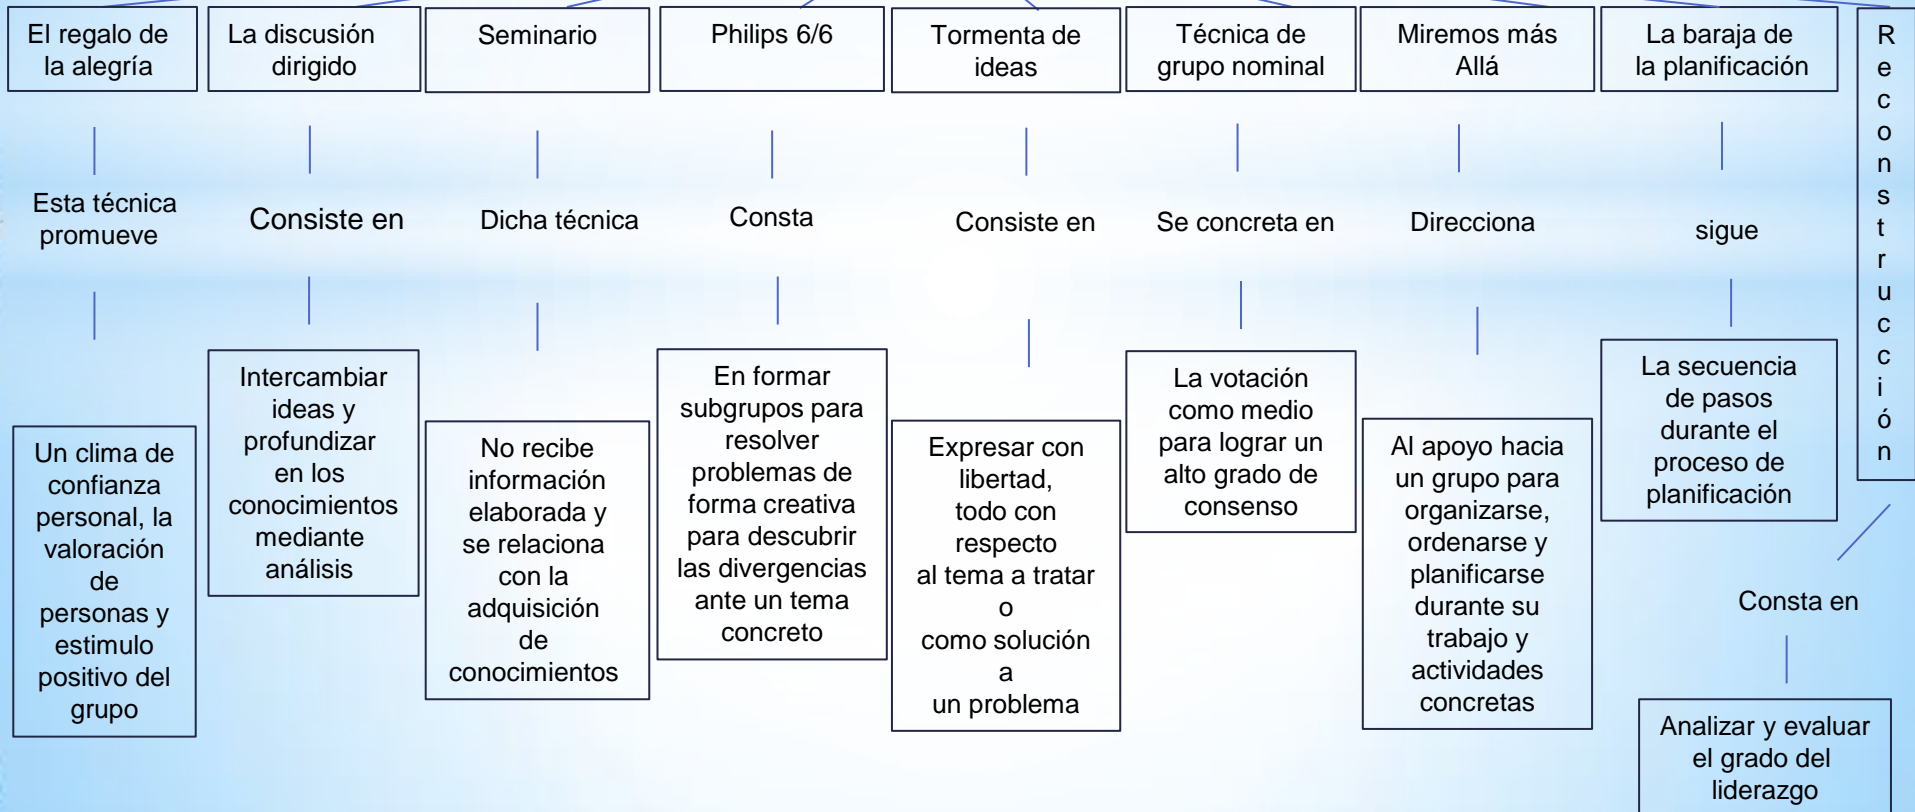 El regalo de
la alegría
La discusión
dirigido
Seminario
Philips 6/6
Tormenta de
ideas
Técnica de
grupo nominal
Miremos más
Allá
La baraja de
la planificación
R
e
c
o
n
s
t
r
u
c
c
i
ó
n
Esta técnica
promueve
Consiste en
Dicha técnica
Consta
Consiste en
Se concreta en
Direcciona
sigue
Un clima de
confianza
personal, la
valoración
de
personas y
estimulo
positivo del
grupo
Intercambiar
ideas y
profundizar
en los
conocimientos
mediante
análisis
No recibe
información
elaborada y
se relaciona
con la
adquisición
de
conocimientos
En formar
subgrupos para
resolver
problemas de
forma creativa
para descubrir
las divergencias
ante un tema
concreto
Expresar con
libertad,
todo con
respecto
al tema a tratar
o
como solución
a
un problema
La votación
como medio
para lograr un
alto grado de
consenso
Al apoyo hacia
un grupo para
organizarse,
ordenarse y
planificarse
durante su
trabajo y
actividades
concretas
La secuencia
de pasos
durante el
proceso de
planificación
Consta en
Analizar y evaluar
el grado del
liderazgo